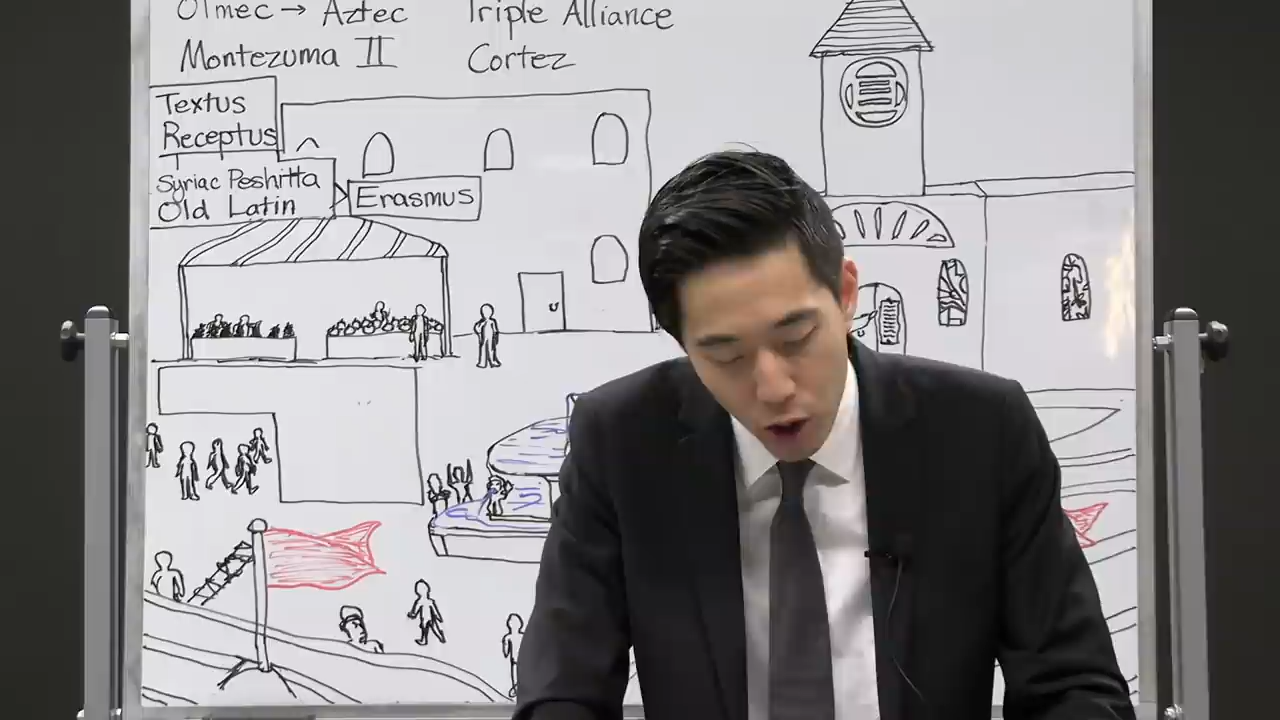 Olmec → Aztec
Triple Alliance
Montezuma II
Cortez
Textus
Receptus
Syriac Peshitta
Old Latin
Erasmus